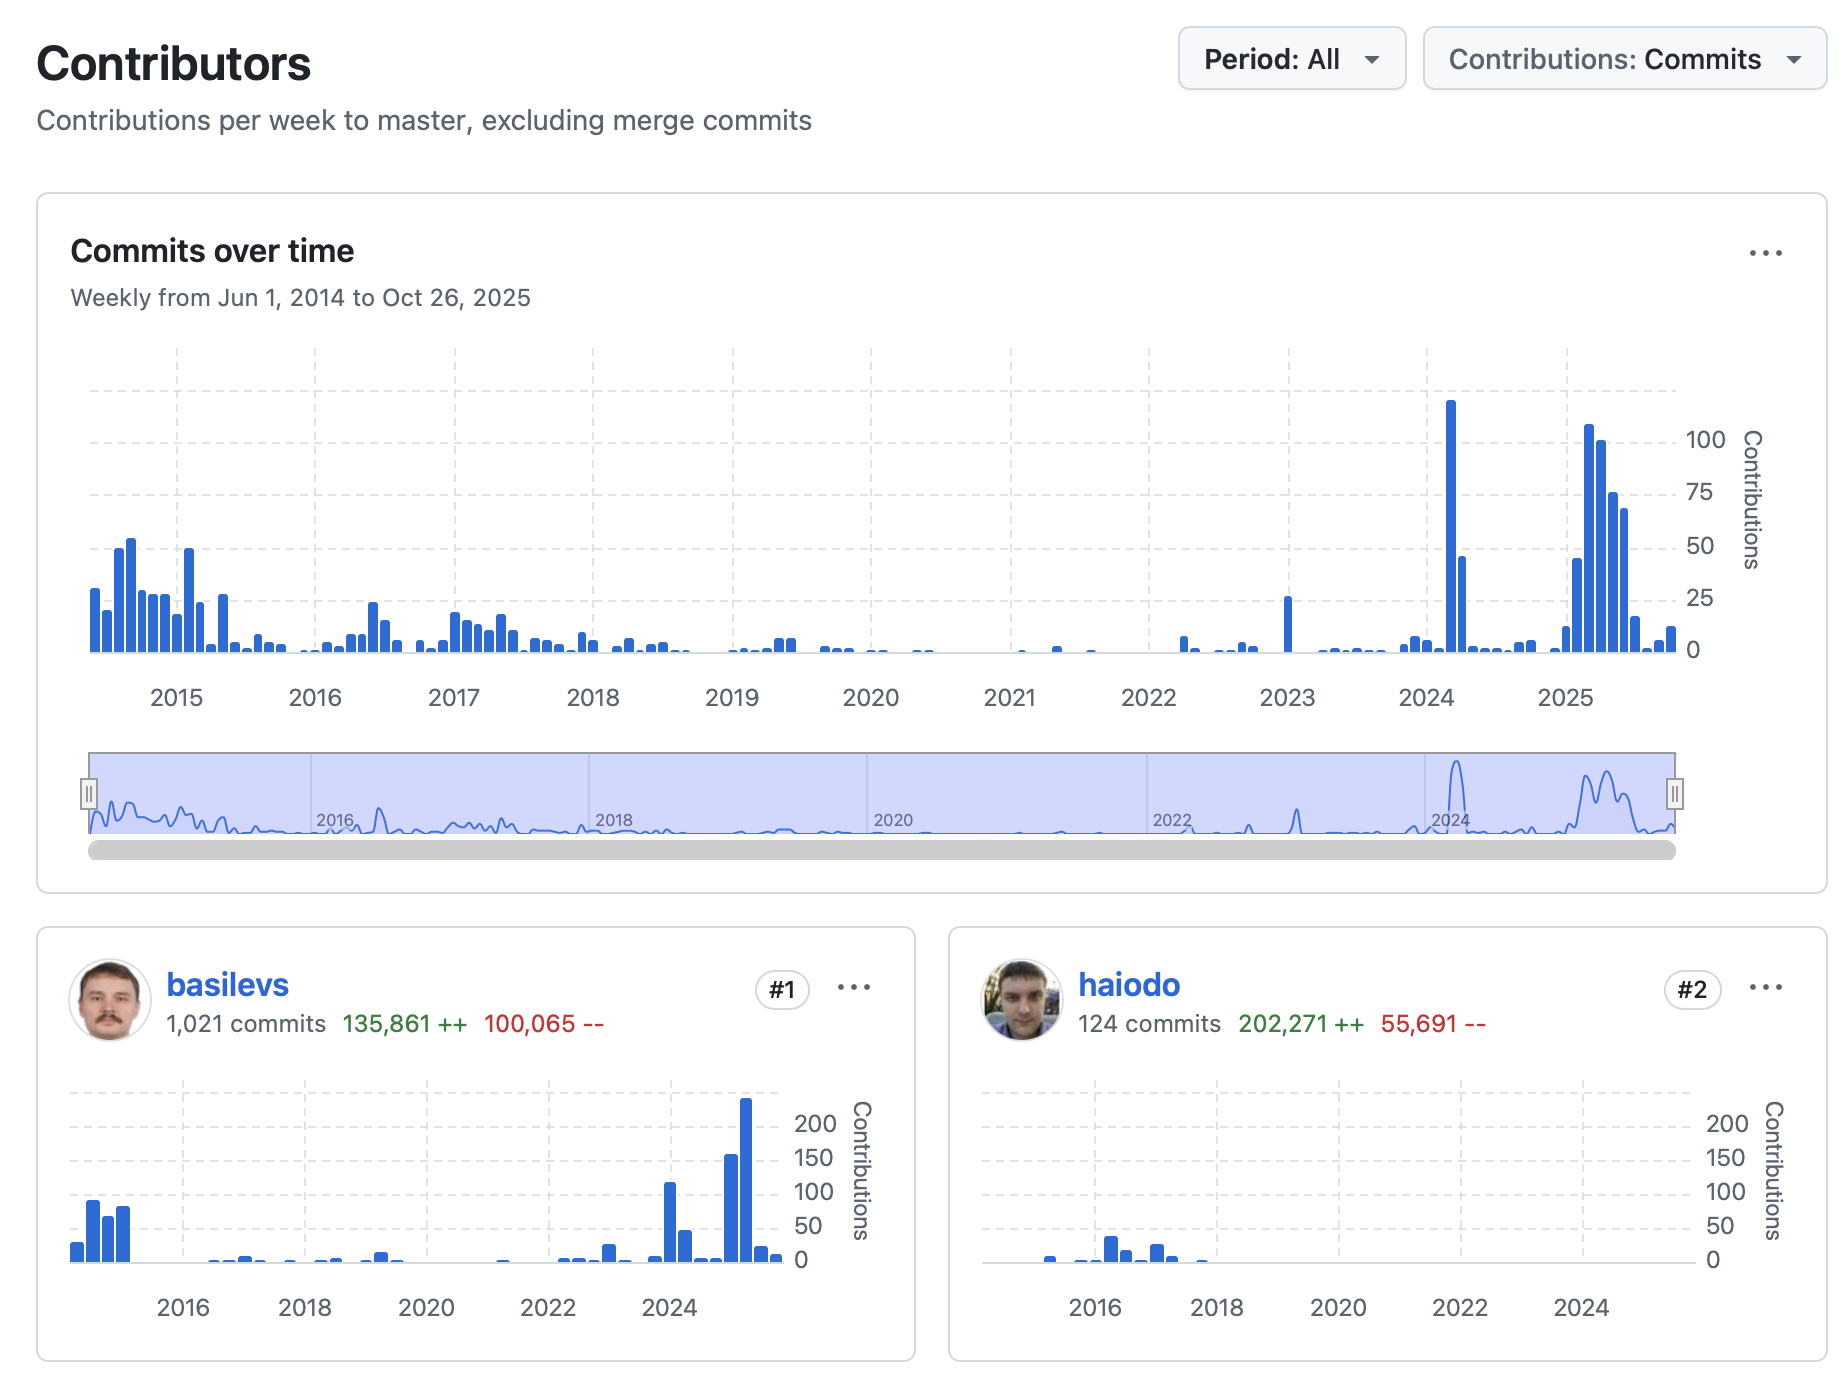 Contributors
Period: All
Contributions: Commits
Contributions per week to master, excluding merge commits
Commits over time
Weekly from Jun 1, 2014 to Oct 26, 2025
100
75
50
25
0
Contributions
2015 2016 2017 2018 2019 2020 2021 2022 2023 2024 2025
2016 2018 2020 2022 2024
basilevs
#1
1,021 commits 135,861 ++ 100,065 --
200
150
100
50
0
Contributions
2016 2018 2020 2022 2024
haiodo
#2
124 commits 202,271 ++ 55,691 --
200
150
100
50
0
Contributions
2016 2018 2020 2022 2024